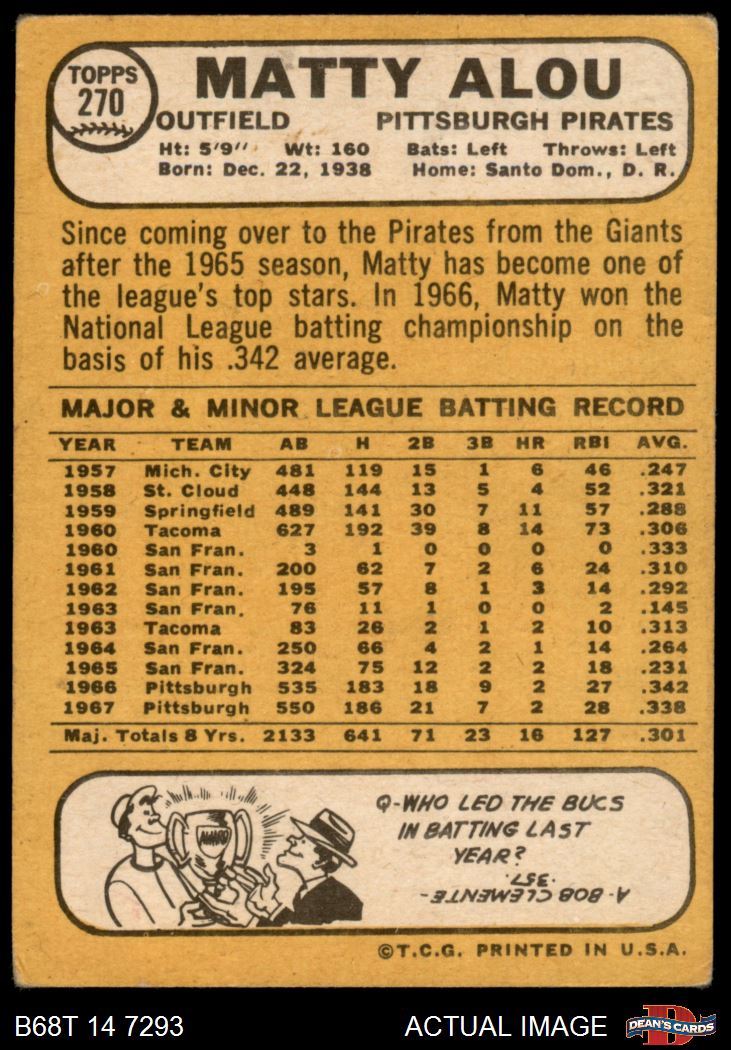 TOPPS
270
MATTY ALOU
OUTFIELD PITTSBURGH PIRATES
Ht: 5'9" Wt: 160 Bats: Left Throws: Left
Born: Dec. 22, 1938 Home: Santo Dom., D. R.
Since coming over to the Pirates from the Giants
after the 1965 season, Matty has become one of
the league's top stars. In 1966, Matty won the
National League batting championship on the
basis of his .342 average.
MAJOR & MINOR LEAGUE BATTING RECORD
YEAR TEAM AB H 2B 3B HR RBI AVG.
1957 Mich. City 481 119 15 1 6 46 .247
1958 St. Cloud 448 144 13 5 4 52 .321
1959 Springfield 489 141 30 7 11 57 .288
1960 Tacoma 627 192 39 8 14 73 .306
1960 San Fran. 3 1 0 0 0 0 .333
1961 San Fran. 200 62 7 2 6 24 .310
1962 San Fran. 195 57 8 1 3 14 .292
1963 San Fran. 76 11 1 0 0 2 .145
1963 Tacoma 83 26 2 1 2 10 .313
1964 San Fran. 250 66 4 2 1 14 .264
1965 San Fran. 324 75 12 2 2 18 .231
1966 Pittsburgh 535 183 18 9 2 27 .342
1967 Pittsburgh 550 186 21 7 2 28 .338
Maj. Totals 8 Yrs. 2133 641 71 23 16 127 .301
AWARD
Q-WHO LED THE BUCS
IN BATTING LAST
YEAR?
A-BOB CLEMENTE-
.357.
©T.C.G. PRINTED IN U.S.A.
B68T 14 7293 ACTUAL IMAGE DEAN'S CARDS